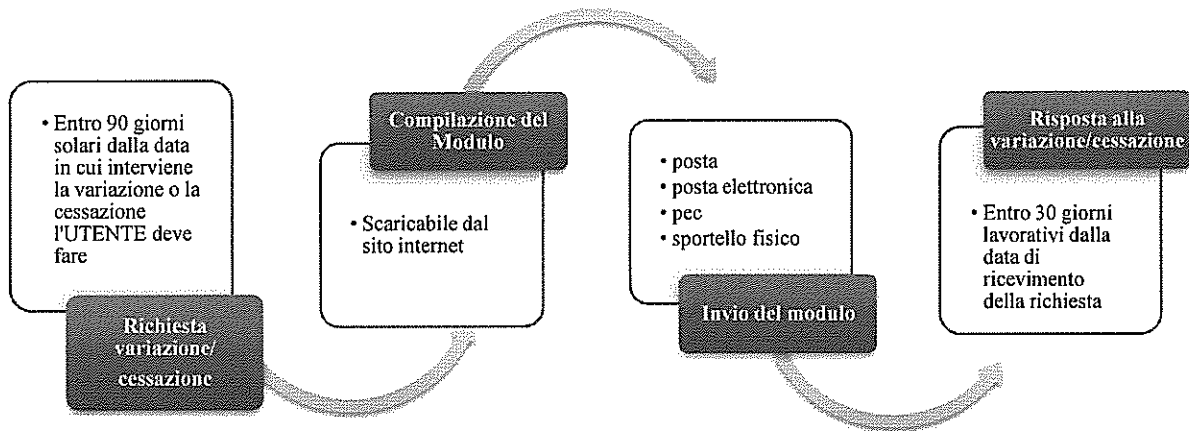 • Entro 90 giorni
solari dalla data
in cui interviene
la variazione o la
cessazione
l'UTENTE deve
fare
Richiesta
variazione/
cessazione
Compilazione del
Modulo
• Scaricabile dal
sito internet
• posta
• posta elettronica
• pec
• sportello fisico
Invio del modulo
Risposta alla
variazione/cessazione
• Entro 30 giorni
lavorativi dalla
data di
ricevimento
della richiesta